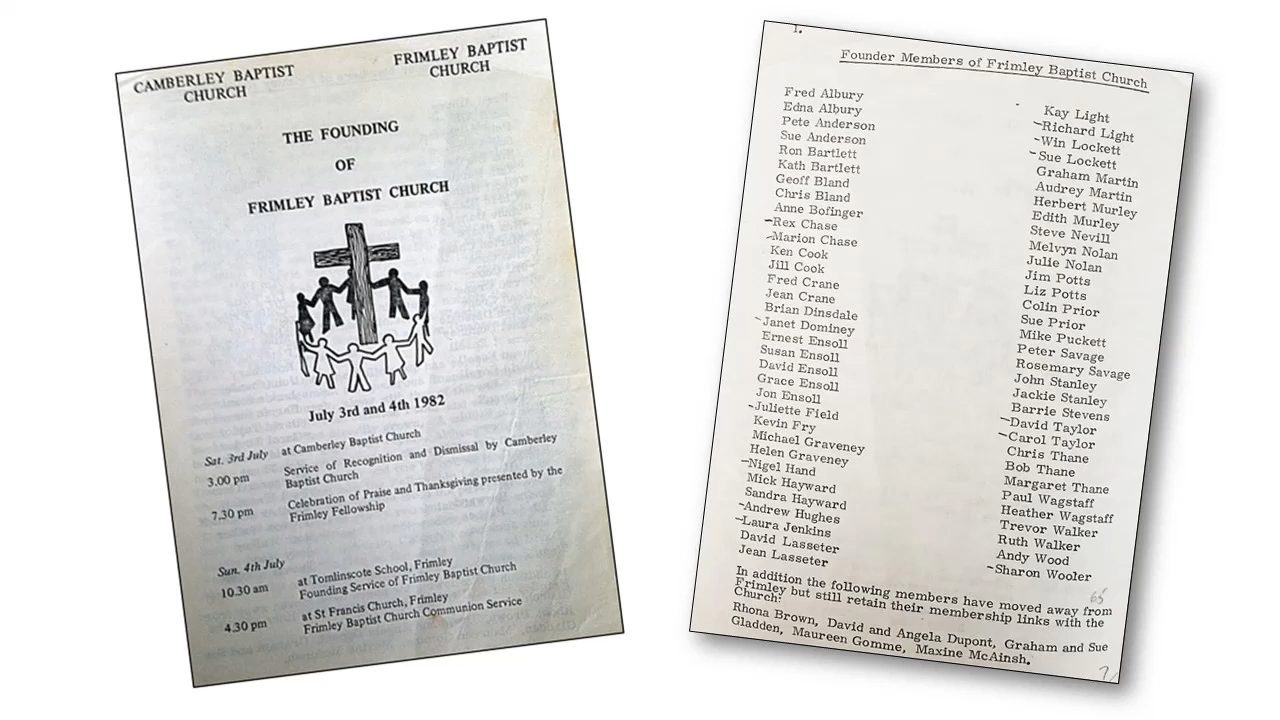 CAMBERLEY BAPTIST
CHURCH
FRIMLEY BAPTIST
CHURCH
THE FOUNDING
OF
FRIMLEY BAPTIST CHURCH
July 3rd and 4th 1982
Sat. 3rd July at Camberley Baptist Church
3.00 pm Service of Recognition and Dismissal by Camberley
Baptist Church
7.30 pm Celebration of Praise and Thanksgiving presented by the
Frimley Fellowship
Sun. 4th July
at Tomlinscote School, Frimley
10.30 am Founding Service of Frimley Baptist Church
at St Francis Church, Frimley
4.30 pm Frimley Baptist Church Communion Service
1.
Founder Members of Frimley Baptist Church
Fred Albury
Edna Albury
Pete Anderson
Sue Anderson
Ron Bartlett
Kath Bartlett
Geoff Bland
Chris Bland
Anne Bofinger
-Rex Chase
-Marion Chase
Ken Cook
Jill Cook
Fred Crane
Jean Crane
Brian Dinsdale
-Janet Dominey
Ernest Ensoll
Susan Ensoll
David Ensoll
Grace Ensoll
Jon Ensoll
-Juliette Field
Kevin Fry
Michael Graveney
Helen Graveney
-Nigel Hand
Mick Hayward
Sandra Hayward
-Andrew Hughes
-Laura Jenkins
David Lasseter
Jean Lasseter
Kay Light
-Richard Light
-Win Lockett
-Sue Lockett
Graham Martin
Audrey Martin
Herbert Murley
Edith Murley
Steve Nevill
Melvyn Nolan
Julie Nolan
Jim Potts
Liz Potts
Colin Prior
Sue Prior
Mike Puckett
Peter Savage
Rosemary Savage
John Stanley
Jackie Stanley
Barrie Stevens
-David Taylor
-Carol Taylor
Chris Thane
Bob Thane
Margaret Thane
Paul Wagstaff
Heather Wagstaff
Trevor Walker
Ruth Walker
Andy Wood
-Sharon Wooler
65
In addition the following members have moved away from
Frimley but still retain their membership links with the
Church:
Rhona Brown, David and Angela Dupont, Graham and Sue
Gladden, Maureen Gomme, Maxine McAinsh.